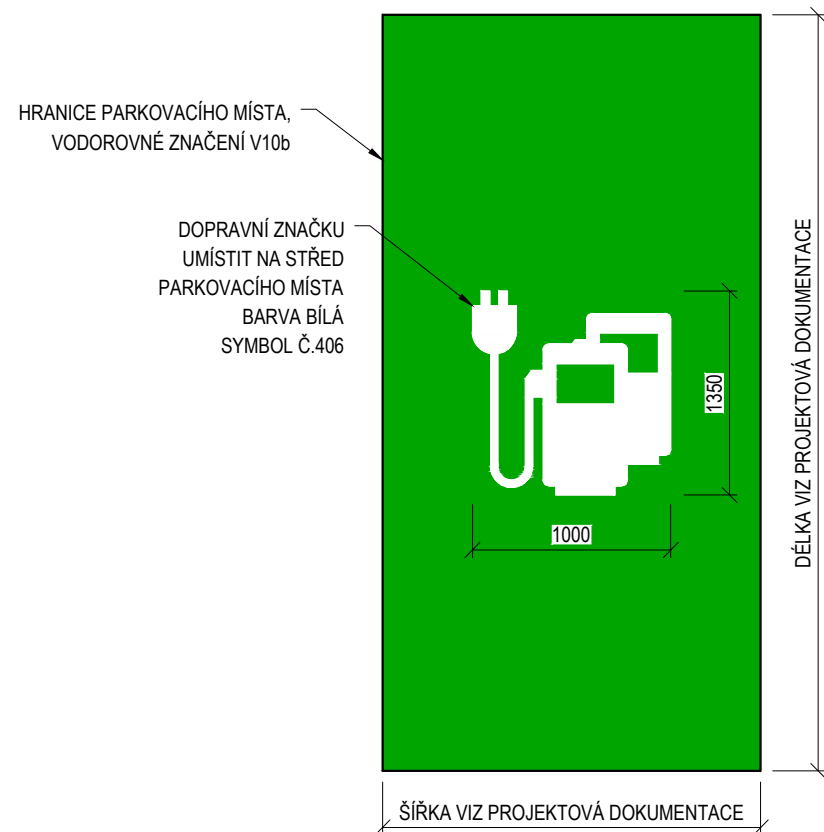 HRANICE PARKOVACÍHO MÍSTA,
VODOROVNÉ ZNAČENÍ V10b
DOPRAVNÍ ZNAČKU
UMÍSTIT NA STŘED
PARKOVACÍHO MÍSTA
BARVA BÍLÁ
SYMBOL Č.406
1350
1000
DÉLKA VIZ PROJEKTOVÁ DOKUMENTACE
ŠÍŘKA VIZ PROJEKTOVÁ DOKUMENTACE